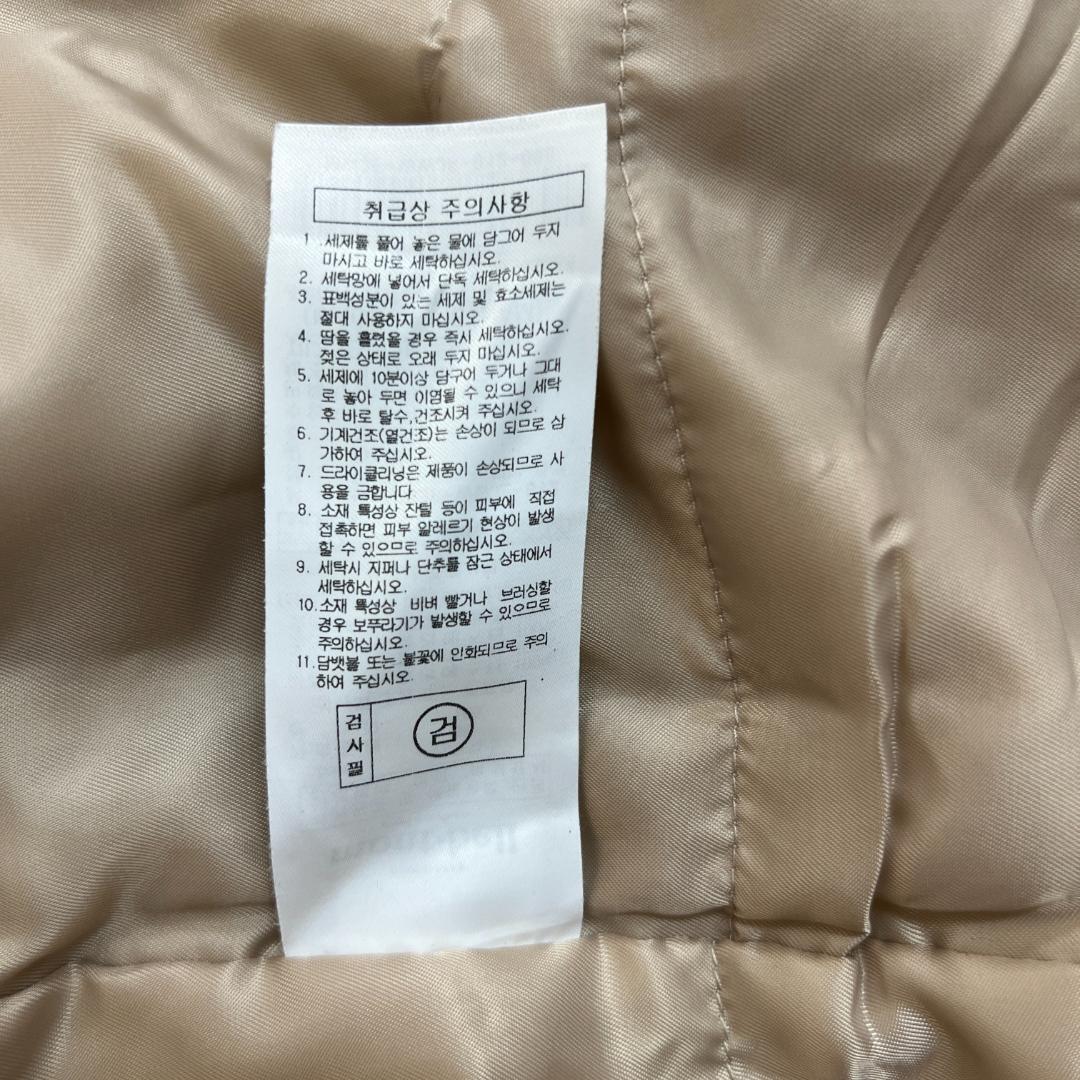 취급상 주의사항
1 .세제를 풀어 놓은 물에 담그어 두지
마시고 바로 세탁하십시오.
2. 세탁망에 넣어서 단독 세탁하십시오.
3. 표백성분이 있는 세제 및 효소세제는
절대 사용하지 마십시오.
4. 땀을 흘렸을 경우 즉시 세탁하십시오.
젖은 상태로 오래 두지 마십시오.
5. 세제에 10분이상 담구어 두거나 그대
로 놓아 두면 이염될 수 있으니 세탁
후 바로 탈수,건조시켜 주십시오.
6. 기계건조(열건조)는 손상이 되므로 삼
가하여 주십시오.
7. 드라이클리닝은 제품이 손상되므로 사
용을 금합니다
8. 소재 특성상 잔털 등이 피부에 직접
접촉하면 피부 알레르기 현상이 발생
할 수 있으므로 주의하십시오.
9. 세탁시 지퍼나 단추를 잠근 상태에서
세탁하십시오.
10.소재 특성상 비벼 빨거나 브러싱할
경우 보푸라기가 발생할 수 있으므로
주의하십시오.
11.담뱃불 또는 불꽃에 인화되므로 주의
하여 주십시오.
검사필
검